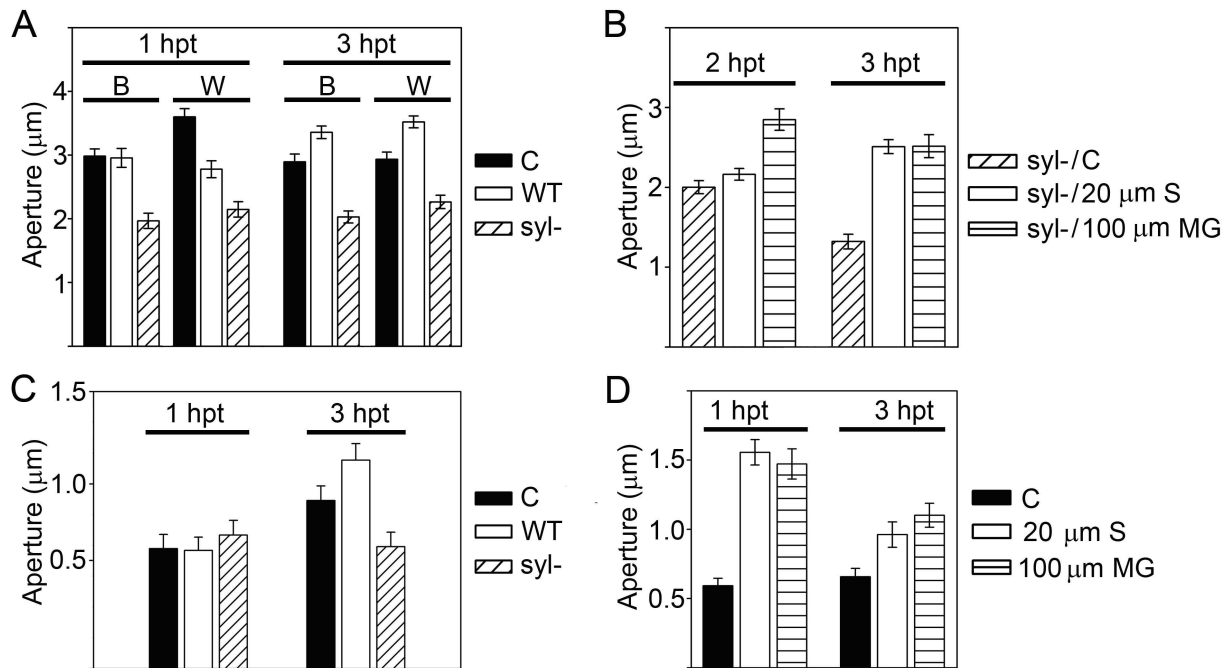 A
1 hpt
3 hpt
B
W
B
W
4
3
2
1
Aperture (μm)
C
WT
syl-
B
2 hpt
3 hpt
3
2
1
Aperture (μm)
syl-/C
syl-/20 μm S
syl-/100 μm MG
C
1.5
1 hpt
3 hpt
1.0
0.5
Aperture (μm)
C
WT
syl-
D
1 hpt
3 hpt
1.5
1.0
0.5
Aperture (μm)
C
20 μm S
100 μm MG